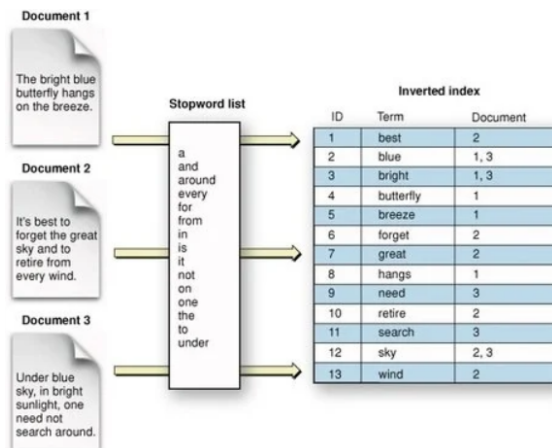 Document 1
The bright blue
butterfly hangs
on the breeze.
Document 2
It's best to
forget the great
sky and to
retire from
every wind.
Document 3
Under blue
sky, in bright
sunlight, one
need not
search around.
Stopword list
a
and
around
every
for
from
in
is
it
not
on
one
the
to
under
Inverted index
ID Term Document
1 best 2
2 blue 1, 3
3 bright 1, 3
4 butterfly 1
5 breeze 1
6 forget 2
7 great 2
8 hangs 1
9 need 3
10 retire 2
11 search 3
12 sky 2, 3
13 wind 2